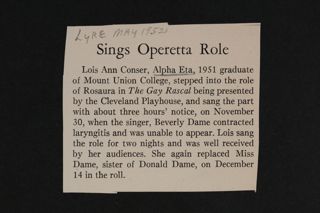 LYRE MAY 1952
Sings Operetta Role
Lois Ann Conser, Alpha Eta, 1951 graduate
of Mount Union College, stepped into the role
of Rosaura in The Gay Rascal being presented
by the Cleveland Playhouse, and sang the part
with about three hours' notice, on November
30, when the singer, Beverly Dame contracted
laryngitis and was unable to appear. Lois sang
the role for two nights and was well received
by her audiences. She again replaced Miss
Dame, sister of Donald Dame, on December
14 in the roll.